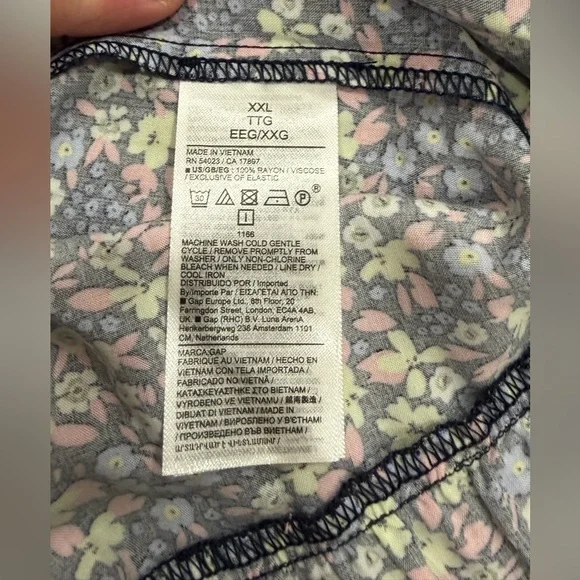 XXL
TTG
EEG/XXG
MADE IN VIETNAM
RN 54023 / CA 17897
■ US/GB/EG : 100% RAYON / VISCOSE
/ EXCLUSIVE OF ELASTIC
30 P ®
I
1166
MACHINE WASH COLD GENTLE
CYCLE / REMOVE PROMPTLY FROM
WASHER / ONLY NON-CHLORINE
BLEACH WHEN NEEDED / LINE DRY /
COOL IRON
DISTRIBUIDO POR / Imported
By/Importe Par / ΕΙΣΑΓΕΤΑΙ ΑΠΟ ΤΗΝ:
■ Gap Europe Ltd., 8th Floor, 20
Farringdon Street, London, EC4A 4AB,
UK ■ Gap (RHC) B.V. Luna ArenA
Herikerbergweg 238 Amsterdam 1101
CM, Netherlands
MARCA:GAP
FABRIQUÉ AU VIETNAM / HECHO EN
VIETNAM CON TELA IMPORTADA /
FABRICADO NO VIETNÃ /
ΚΑΤΑΣΚΕΥΑΣΤΗΚΕ ΣΤΟ ΒΙΕΤΝΑΜ /
VYROBENO VE VIETNAMU / 越南製造 /
DIBUAT DI VIETNAM / MADE IN
VIYETNAM / ВИРОБЛЕНО У В'ЄТНАМІ
/ ПРОИЗВЕДЕНО ВЪВ ВИЕТНАМ /